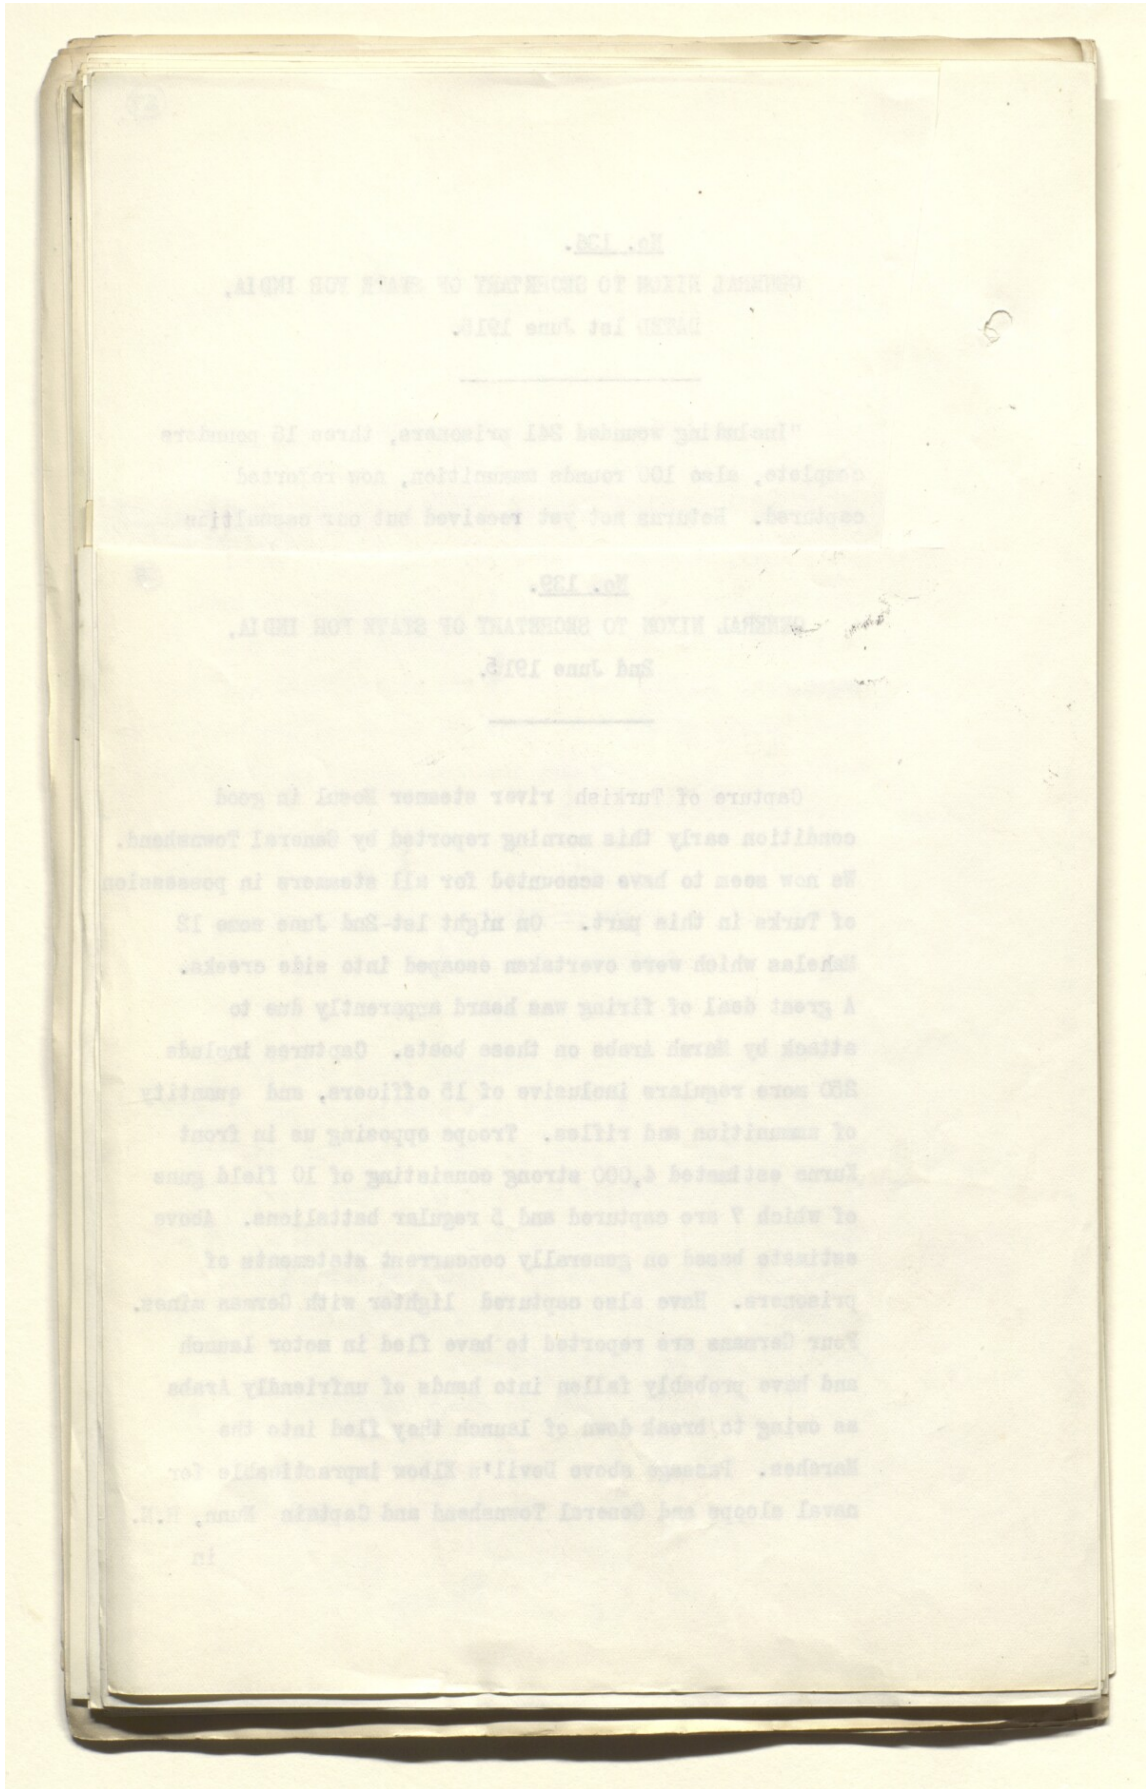 No. 138.
GENERAL NIXON TO SECRETARY OF STATE FOR INDIA,
DATED 1st June 1915.
"Including wounded 241 prisoners, three 16 pounders
complete, also 100 rounds ammunition, now reported
captured. Returns not yet received but our casualties
No. 139.
GENERAL NIXON TO SECRETARY OF STATE FOR INDIA,
2nd June 1915.
Capture of Turkish river steamer Mosul in good
condition early this morning reported by General Townshend.
We now seem to have accounted for all steamers in possession
of Turks in this part. On night 1st-2nd June some 12
Mahelas which were overtaken escaped into side creeks.
A great deal of firing was heard apparently due to
attack by Marsh Arabs on these boats. Captures include
350 more regulars inclusive of 15 officers, and quantity
of ammunition and rifles. Troops opposing us in front
Kurna estimated 4,000 strong consisting of 10 field guns
of which 7 are captured and 5 regular battalions. Above
estimate based on generally concurrent statements of
prisoners. Have also captured lighter with German mines.
Four Germans are reported to have fled in motor launch
and have probably fallen into hands of unfriendly Arabs
as owing to break down of launch they fled into the
Marshes. Passage above Devil's Elbow impracticable for
naval sloops and General Townshend and Captain Nunn, R.N.
in